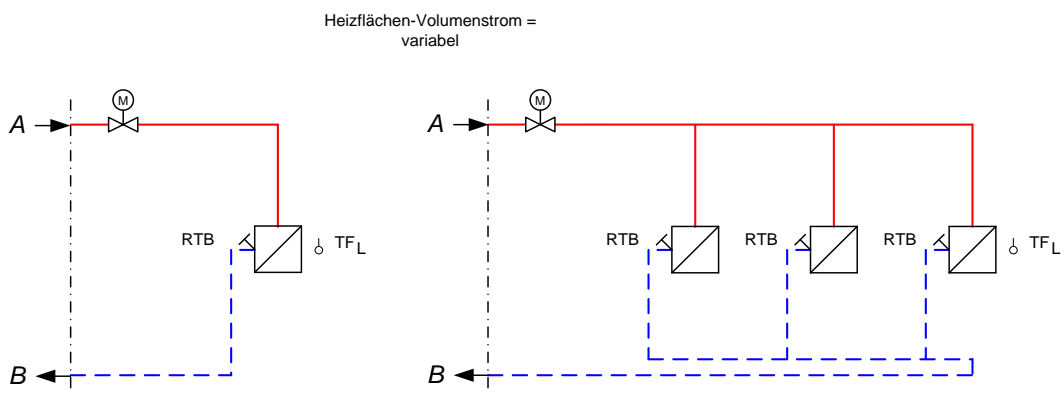 Heizflächen-Volumenstrom =
variabel
M
A
RTB
TF L
B
M
A
RTB
RTB
RTB
TF L
B